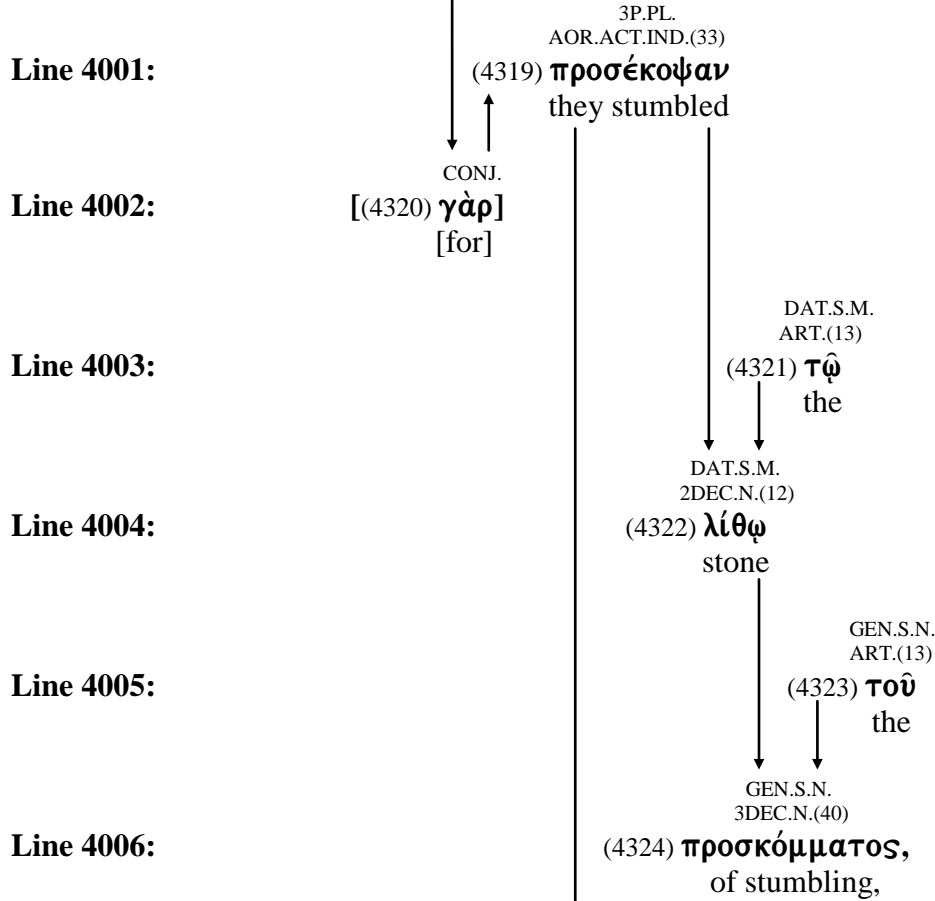 3P.PL.
AOR.ACT.IND.(33)
Line 4001: (4319) προσέκοψαν
they stumbled
CONJ.
Line 4002: [(4320) γὰρ]
[for]
DAT.S.M.
ART.(13)
Line 4003: (4321) τῷ
the
DAT.S.M.
2DEC.N.(12)
Line 4004: (4322) λίθῳ
stone
GEN.S.N.
ART.(13)
Line 4005: (4323) τοῦ
the
GEN.S.N.
3DEC.N.(40)
Line 4006: (4324) προσκόμματος,
of stumbling,